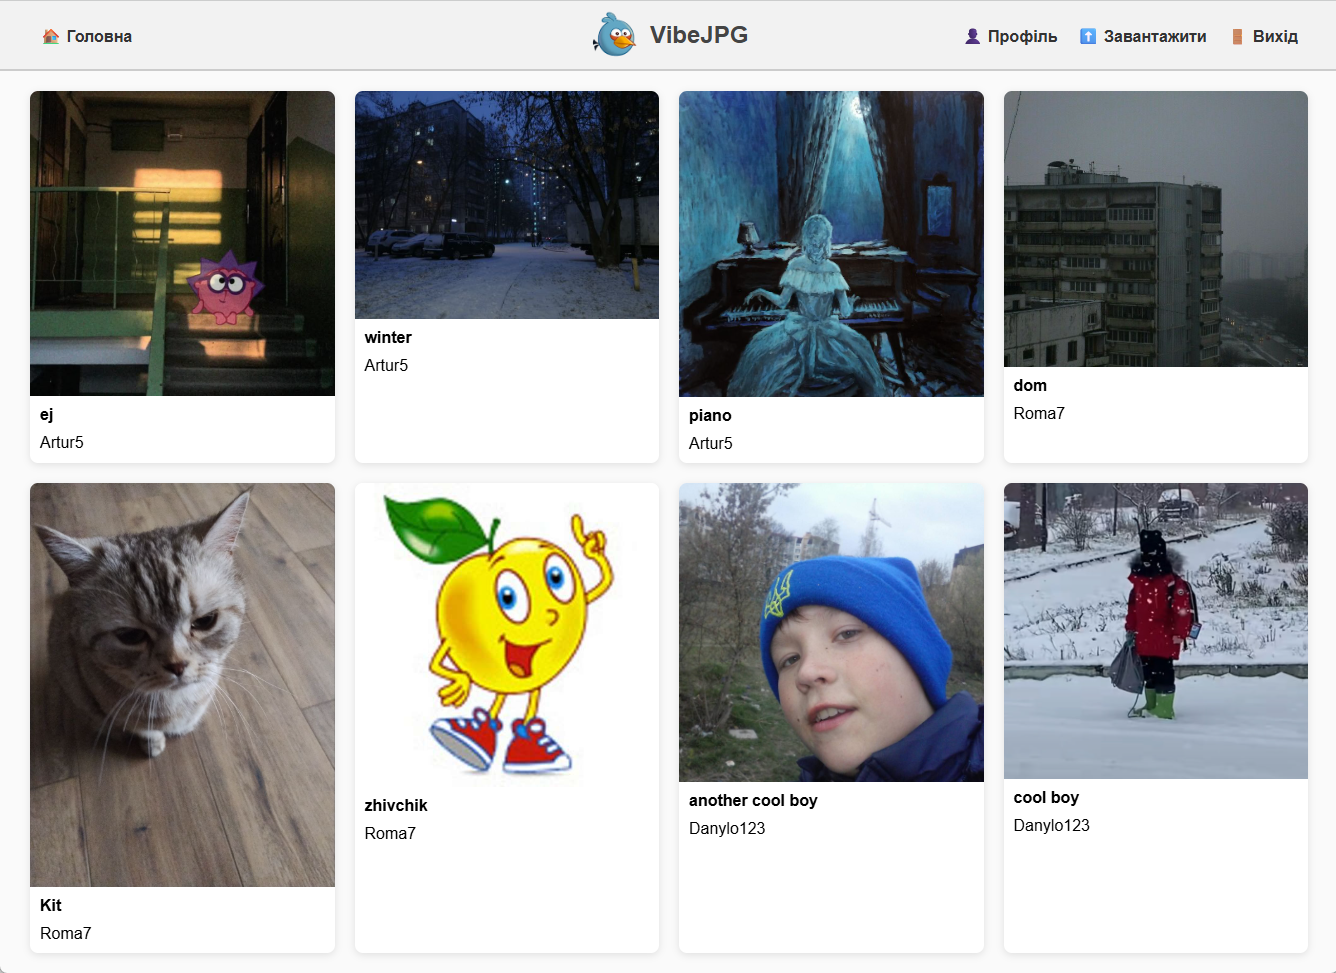 Головна
VibeJPG
Профіль
Завантажити
Вихід
ej
Artur5
winter
Artur5
piano
Artur5
dom
Roma7
Kit
Roma7
zhivchik
Roma7
another cool boy
Danylo123
cool boy
Danylo123